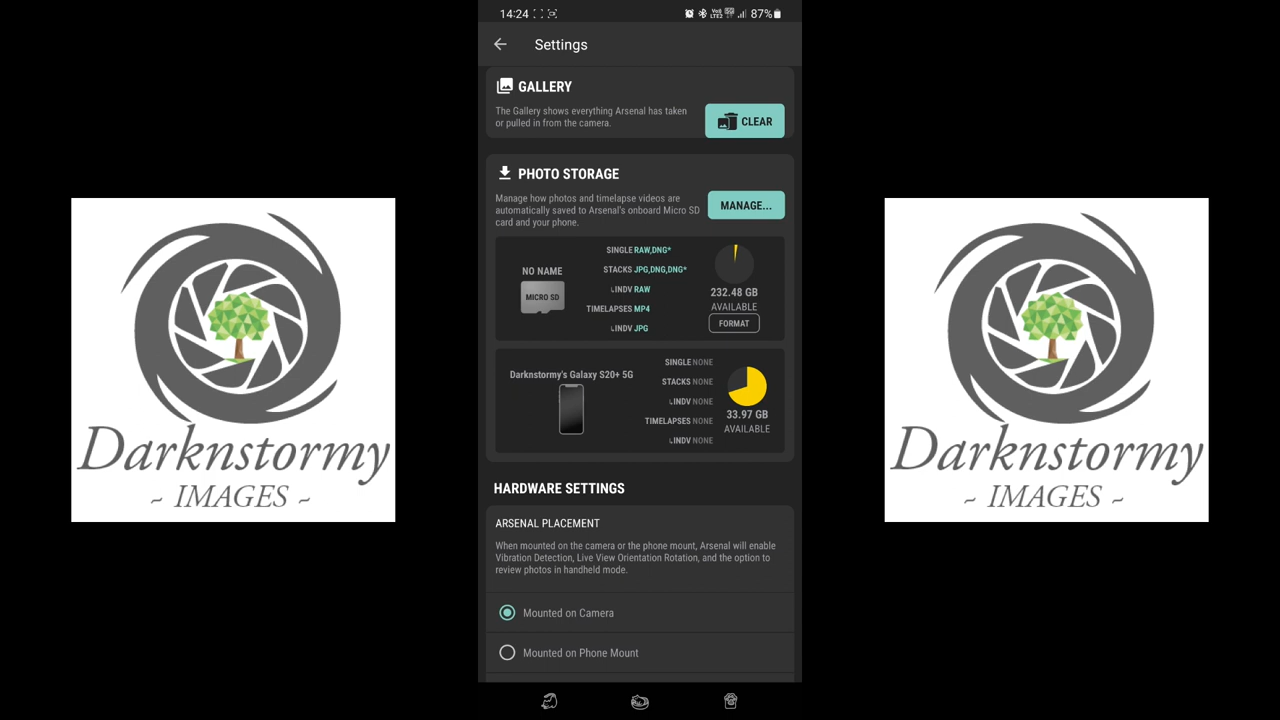 14:24
87%
Settings
GALLERY
The Gallery shows everything Arsenal has taken
or pulled in from the camera.
CLEAR
PHOTO STORAGE
Manage how photos and timelapse videos are
automatically saved to Arsenal's onboard Micro SD
card and your phone.
MANAGE...
NO NAME
MICRO SD
SINGLE RAW,DNG*
STACKS JPG,DNG,DNG*
↳INDV RAW
TIMELAPSES MP4
↳INDV JPG
232.48 GB
AVAILABLE
FORMAT
Darknstormy's Galaxy S20+ 5G
SINGLE NONE
STACKS NONE
↳INDV NONE
TIMELAPSES NONE
↳INDV NONE
33.97 GB
AVAILABLE
HARDWARE SETTINGS
ARSENAL PLACEMENT
When mounted on the camera or the phone mount, Arsenal will enable
Vibration Detection, Live View Orientation Rotation, and the option to
review photos in handheld mode.
Mounted on Camera
Mounted on Phone Mount
Darknstormy
~ IMAGES ~
Darknstormy
~ IMAGES ~